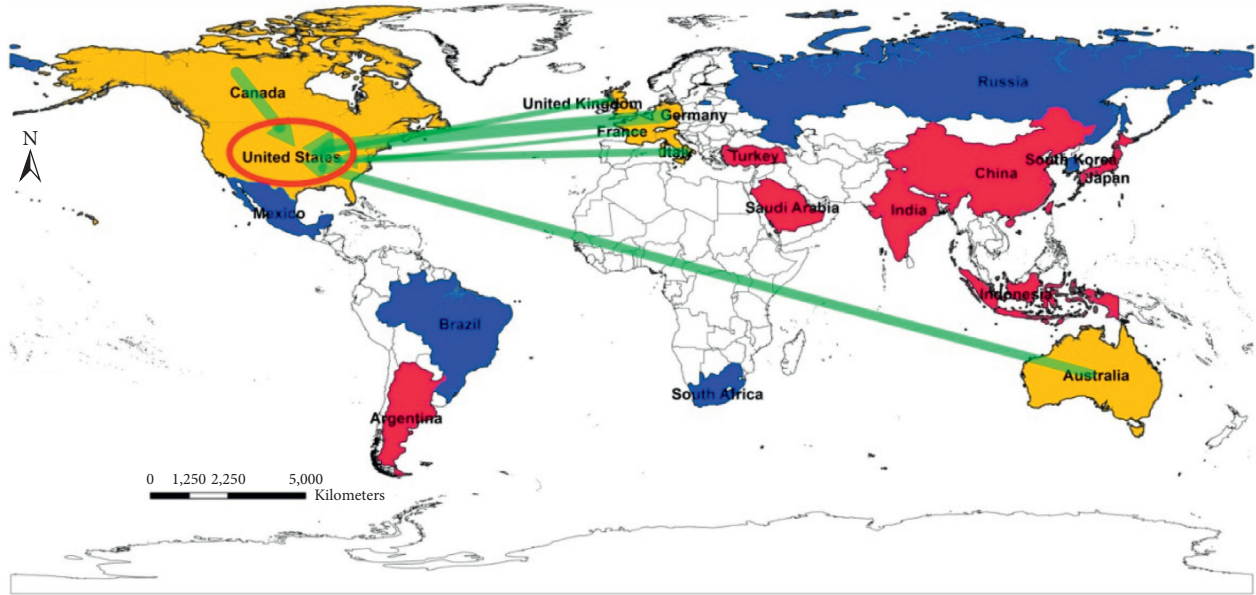 Russia
Canada
United Kingdom
Germany
France
N
United States
Italy
Turkey
South Korea
China
Japan
Saudi Arabia
India
Mexico
Indonesia
Brazil
Australia
South Africa
Argentina
0 1,250 2,250 5,000
Kilometers